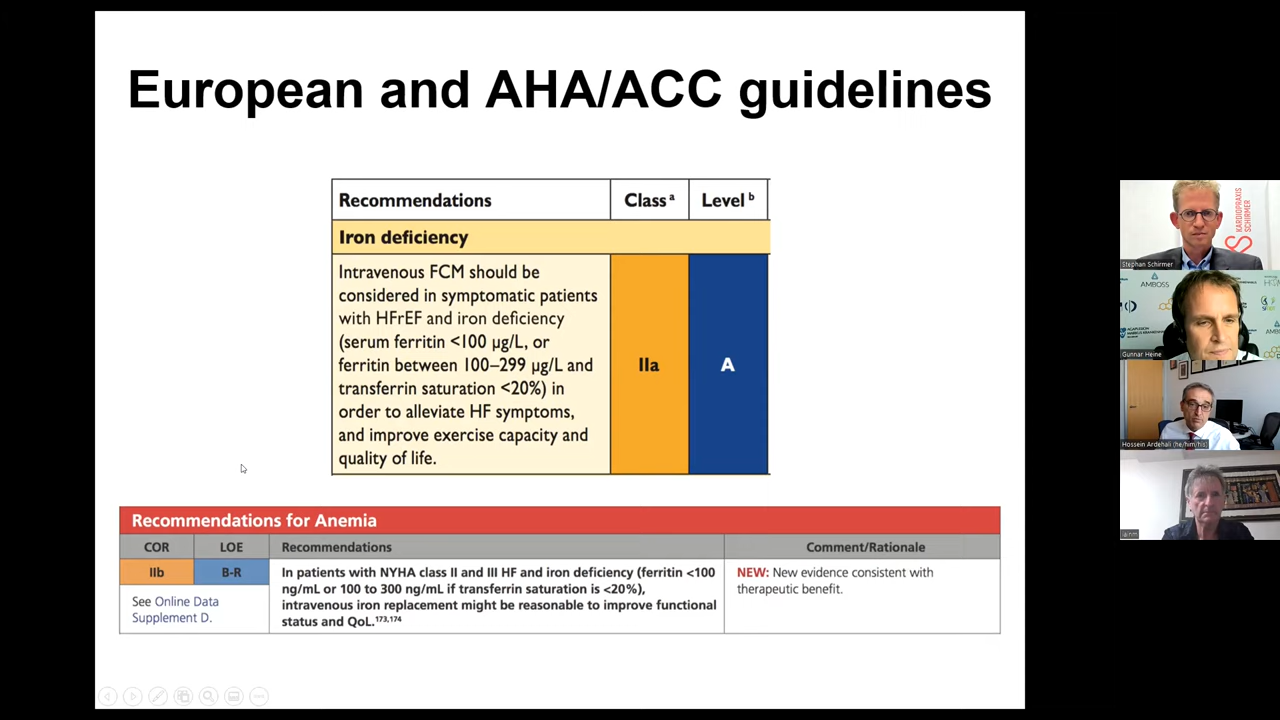 European and AHA/ACC guidelines
Recommendations Class a Level b
Iron deficiency
Intravenous FCM should be
considered in symptomatic patients
with HFrEF and iron deficiency
(serum ferritin <100 µg/L, or
ferritin between 100–299 µg/L and
transferrin saturation <20%) in
order to alleviate HF symptoms,
and improve exercise capacity and
quality of life.
IIa
A
Recommendations for Anemia
COR LOE Recommendations Comment/Rationale
IIb B-R
See Online Data
Supplement D.
In patients with NYHA class II and III HF and iron deficiency (ferritin <100
ng/mL or 100 to 300 ng/mL if transferrin saturation is <20%),
intravenous iron replacement might be reasonable to improve functional
status and QoL.173,174
NEW: New evidence consistent with
therapeutic benefit.
KARDIOPRAXIS
SCHIRMER
Stephan Schirmer
AMBOSS
Gunnar Heine
Hossein Ardehali (he/him/his)